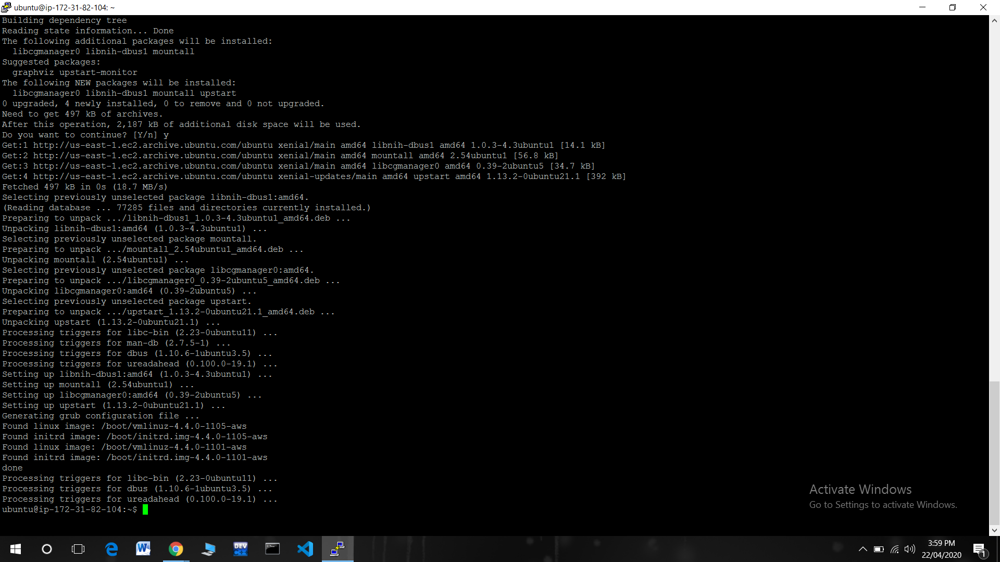 ubuntu@ip-172-31-82-104: ~
Building dependency tree
Reading state information... Done
The following additional packages will be installed:
  libcgmanager0 libnih-dbus1 mountall
Suggested packages:
  graphviz upstart-monitor
The following NEW packages will be installed:
  libcgmanager0 libnih-dbus1 mountall upstart
0 upgraded, 4 newly installed, 0 to remove and 0 not upgraded.
Need to get 497 kB of archives.
After this operation, 2,187 kB of additional disk space will be used.
Do you want to continue? [Y/n] y
Get:1 http://us-east-1.ec2.archive.ubuntu.com/ubuntu xenial/main amd64 libnih-dbus1 amd64 1.0.3-4.3ubuntu1 [14.1 kB]
Get:2 http://us-east-1.ec2.archive.ubuntu.com/ubuntu xenial/main amd64 mountall amd64 2.54ubuntu1 [56.8 kB]
Get:3 http://us-east-1.ec2.archive.ubuntu.com/ubuntu xenial/main amd64 libcgmanager0 amd64 0.39-2ubuntu5 [34.7 kB]
Get:4 http://us-east-1.ec2.archive.ubuntu.com/ubuntu xenial-updates/main amd64 upstart amd64 1.13.2-0ubuntu21.1 [392 kB]
Fetched 497 kB in 0s (18.7 MB/s)
Selecting previously unselected package libnih-dbus1:amd64.
(Reading database ... 77285 files and directories currently installed.)
Preparing to unpack .../libnih-dbus1_1.0.3-4.3ubuntu1_amd64.deb ...
Unpacking libnih-dbus1:amd64 (1.0.3-4.3ubuntu1) ...
Selecting previously unselected package mountall.
Preparing to unpack .../mountall_2.54ubuntu1_amd64.deb ...
Unpacking mountall (2.54ubuntu1) ...
Selecting previously unselected package libcgmanager0:amd64.
Preparing to unpack .../libcgmanager0_0.39-2ubuntu5_amd64.deb ...
Unpacking libcgmanager0:amd64 (0.39-2ubuntu5) ...
Selecting previously unselected package upstart.
Preparing to unpack .../upstart_1.13.2-0ubuntu21.1_amd64.deb ...
Unpacking upstart (1.13.2-0ubuntu21.1) ...
Processing triggers for libc-bin (2.23-0ubuntu11) ...
Processing triggers for man-db (2.7.5-1) ...
Processing triggers for dbus (1.10.6-1ubuntu3.5) ...
Processing triggers for ureadahead (0.100.0-19.1) ...
Setting up libnih-dbus1:amd64 (1.0.3-4.3ubuntu1) ...
Setting up mountall (2.54ubuntu1) ...
Setting up libcgmanager0:amd64 (0.39-2ubuntu5) ...
Setting up upstart (1.13.2-0ubuntu21.1) ...
Generating grub configuration file ...
Found linux image: /boot/vmlinuz-4.4.0-1105-aws
Found initrd image: /boot/initrd.img-4.4.0-1105-aws
Found linux image: /boot/vmlinuz-4.4.0-1101-aws
Found initrd image: /boot/initrd.img-4.4.0-1101-aws
done
Processing triggers for libc-bin (2.23-0ubuntu11) ...
Processing triggers for dbus (1.10.6-1ubuntu3.5) ...
Processing triggers for ureadahead (0.100.0-19.1) ...
ubuntu@ip-172-31-82-104:~$
Activate Windows
Go to Settings to activate Windows.
DEV
3:59 PM
22/04/2020
1